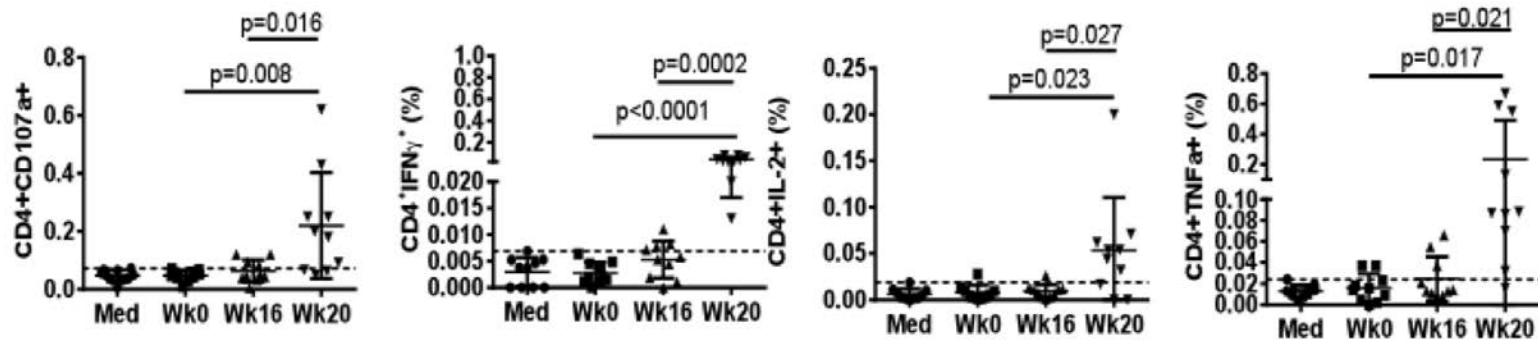 CD4+CD107a+
p=0.016
p=0.008
0.8
0.6
0.4
0.2
0.0
Med Wk0 Wk16 Wk20
CD4+IFNγ+ (%)
p=0.0002
p<0.0001
1.0
0.8
0.6
0.4
0.2
0.020
0.015
0.010
0.005
0.000
Med Wk0 Wk16 Wk20
CD4+IL-2+ (%)
p=0.027
p=0.023
0.25
0.20
0.15
0.10
0.05
0.00
Med Wk0 Wk16 Wk20
CD4+TNFa+ (%)
p=0.021
p=0.017
0.8
0.6
0.4
0.2
0.10
0.08
0.06
0.04
0.02
0.00
Med Wk0 Wk16 Wk20